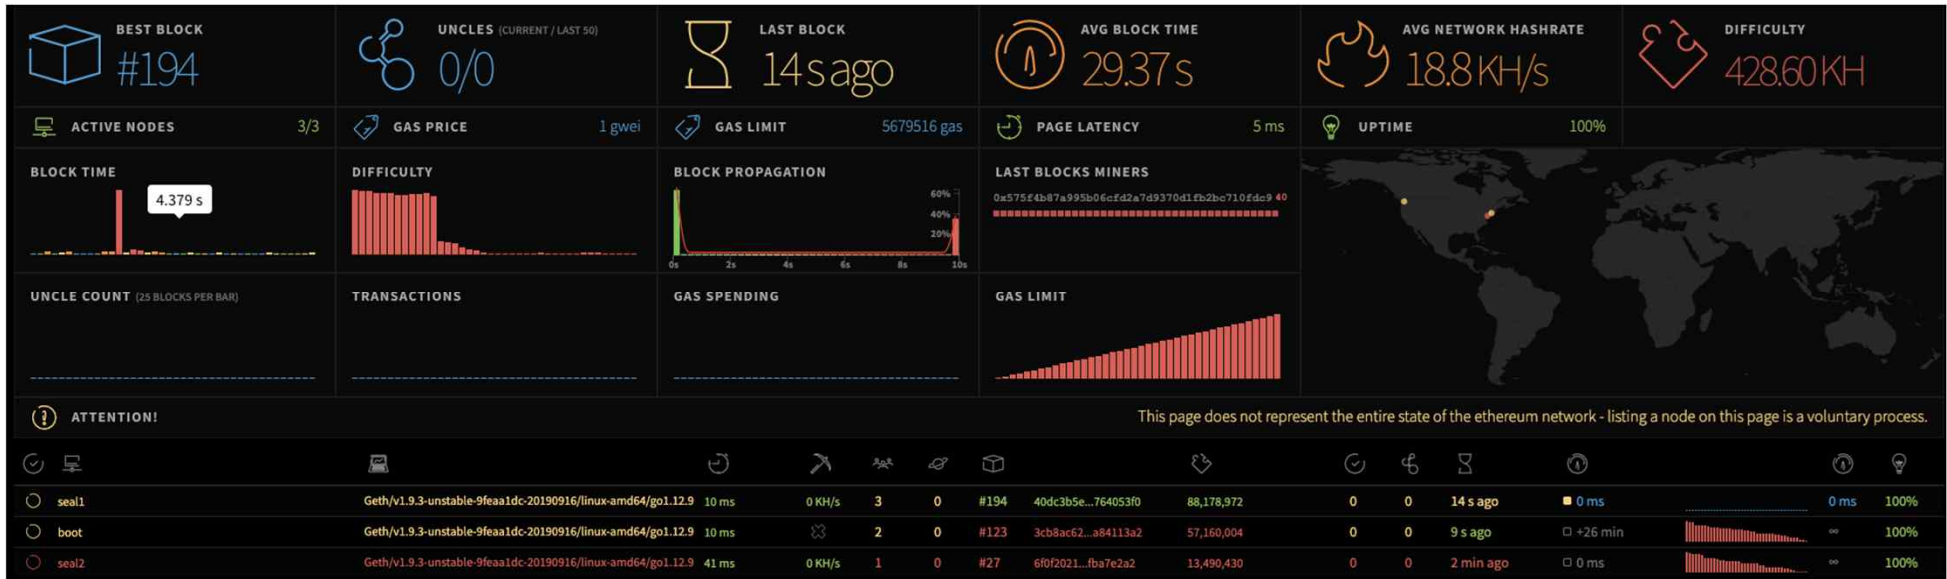 BEST BLOCK
#194
UNCLES (CURRENT / LAST 50)
0/0
LAST BLOCK
14 s ago
AVG BLOCK TIME
29.37 s
AVG NETWORK HASHRATE
18.8 KH/s
DIFFICULTY
428.60 KH
ACTIVE NODES 3/3
GAS PRICE 1 gwei
GAS LIMIT 5679516 gas
PAGE LATENCY 5 ms
UPTIME 100%
BLOCK TIME
4.379 s
DIFFICULTY
BLOCK PROPAGATION
60%
40%
20%
0s 2s 4s 6s 8s 10s
LAST BLOCKS MINERS
0x575f4b87a995b06cfd2a7d9370d1fb2bc710fdc9 40
UNCLE COUNT (25 BLOCKS PER BAR)
TRANSACTIONS
GAS SPENDING
GAS LIMIT
ATTENTION!
This page does not represent the entire state of the ethereum network - listing a node on this page is a voluntary process.
seal1 Geth/v1.9.3-unstable-9feaa1dc-20190916/linux-amd64/go1.12.9 10 ms 0 KH/s 3 0 #194 40dc3b5e...764053f0 88,178,972 0 0 14 s ago 0 ms 0 ms 100%
boot Geth/v1.9.3-unstable-9feaa1dc-20190916/linux-amd64/go1.12.9 10 ms 2 0 #123 3cb8ac62...a84113a2 57,160,004 0 0 9 s ago +26 min ∞ 100%
seal2 Geth/v1.9.3-unstable-9feaa1dc-20190916/linux-amd64/go1.12.9 41 ms 0 KH/s 1 0 #27 6f0f2021...fba7e2a2 13,490,430 0 0 2 min ago 0 ms ∞ 100%